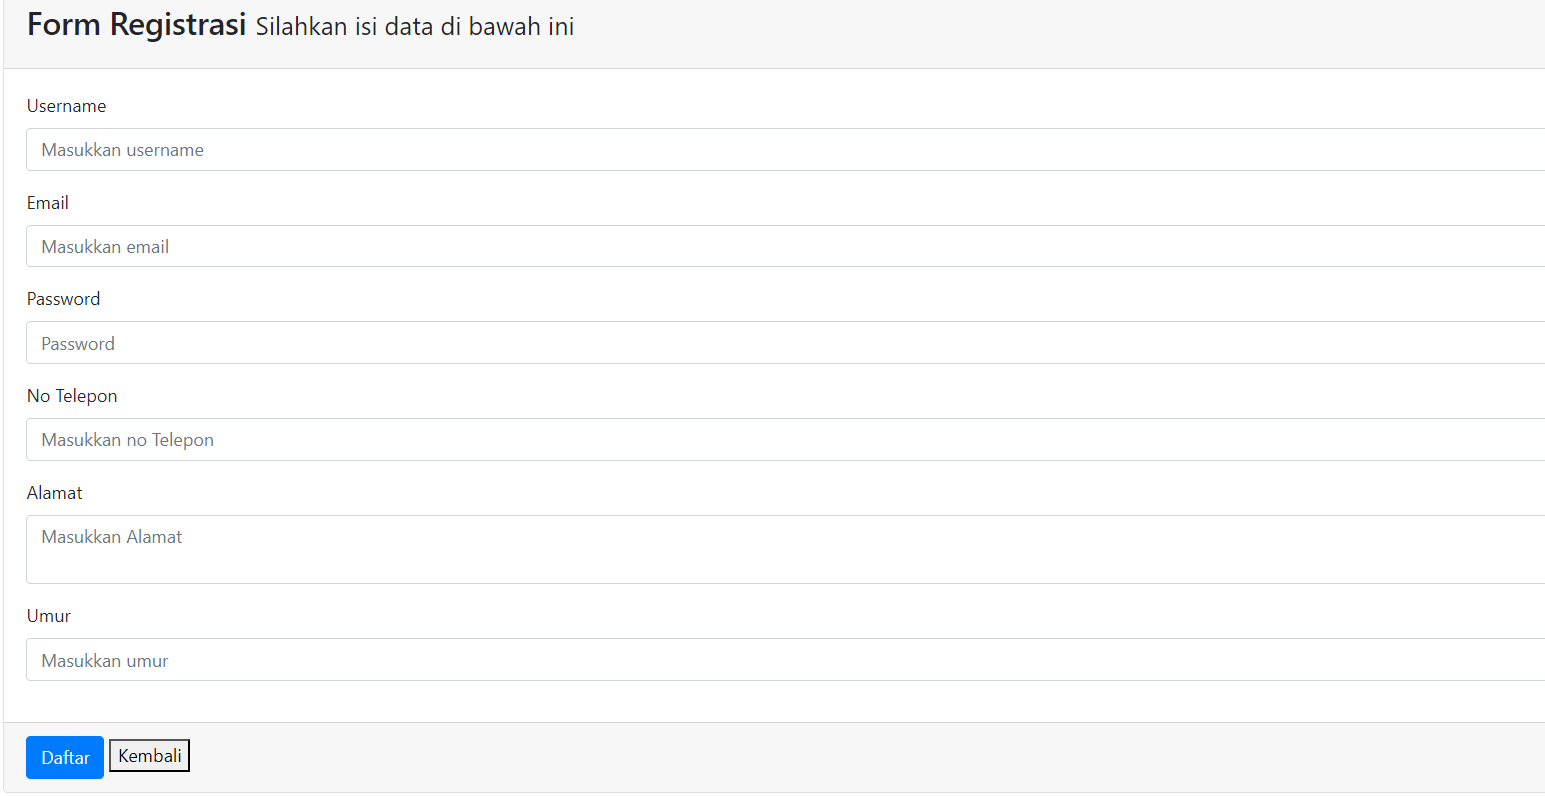 Form Registrasi Silahkan isi data di bawah ini
Username
Masukkan username
Email
Masukkan email
Password
Password
No Telepon
Masukkan no Telepon
Alamat
Masukkan Alamat
Umur
Masukkan umur
Daftar Kembali